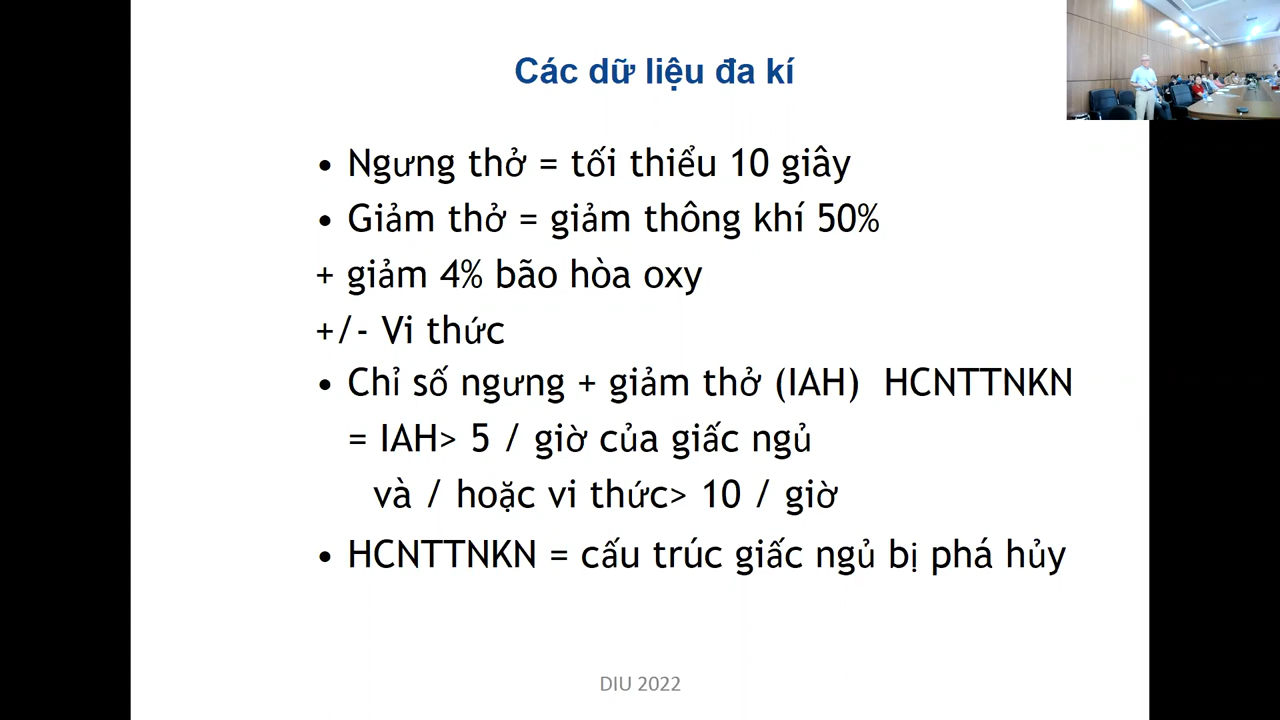 Các dữ liệu đa kí
• Ngưng thở = tối thiểu 10 giây
• Giảm thở = giảm thông khí 50%
+ giảm 4% bão hòa oxy
+/- Vi thức
• Chỉ số ngưng + giảm thở (IAH) HCNTTNKN
= IAH> 5 / giờ của giấc ngủ
và / hoặc vi thức> 10 / giờ
• HCNTTNKN = cấu trúc giấc ngủ bị phá hủy
DIU 2022